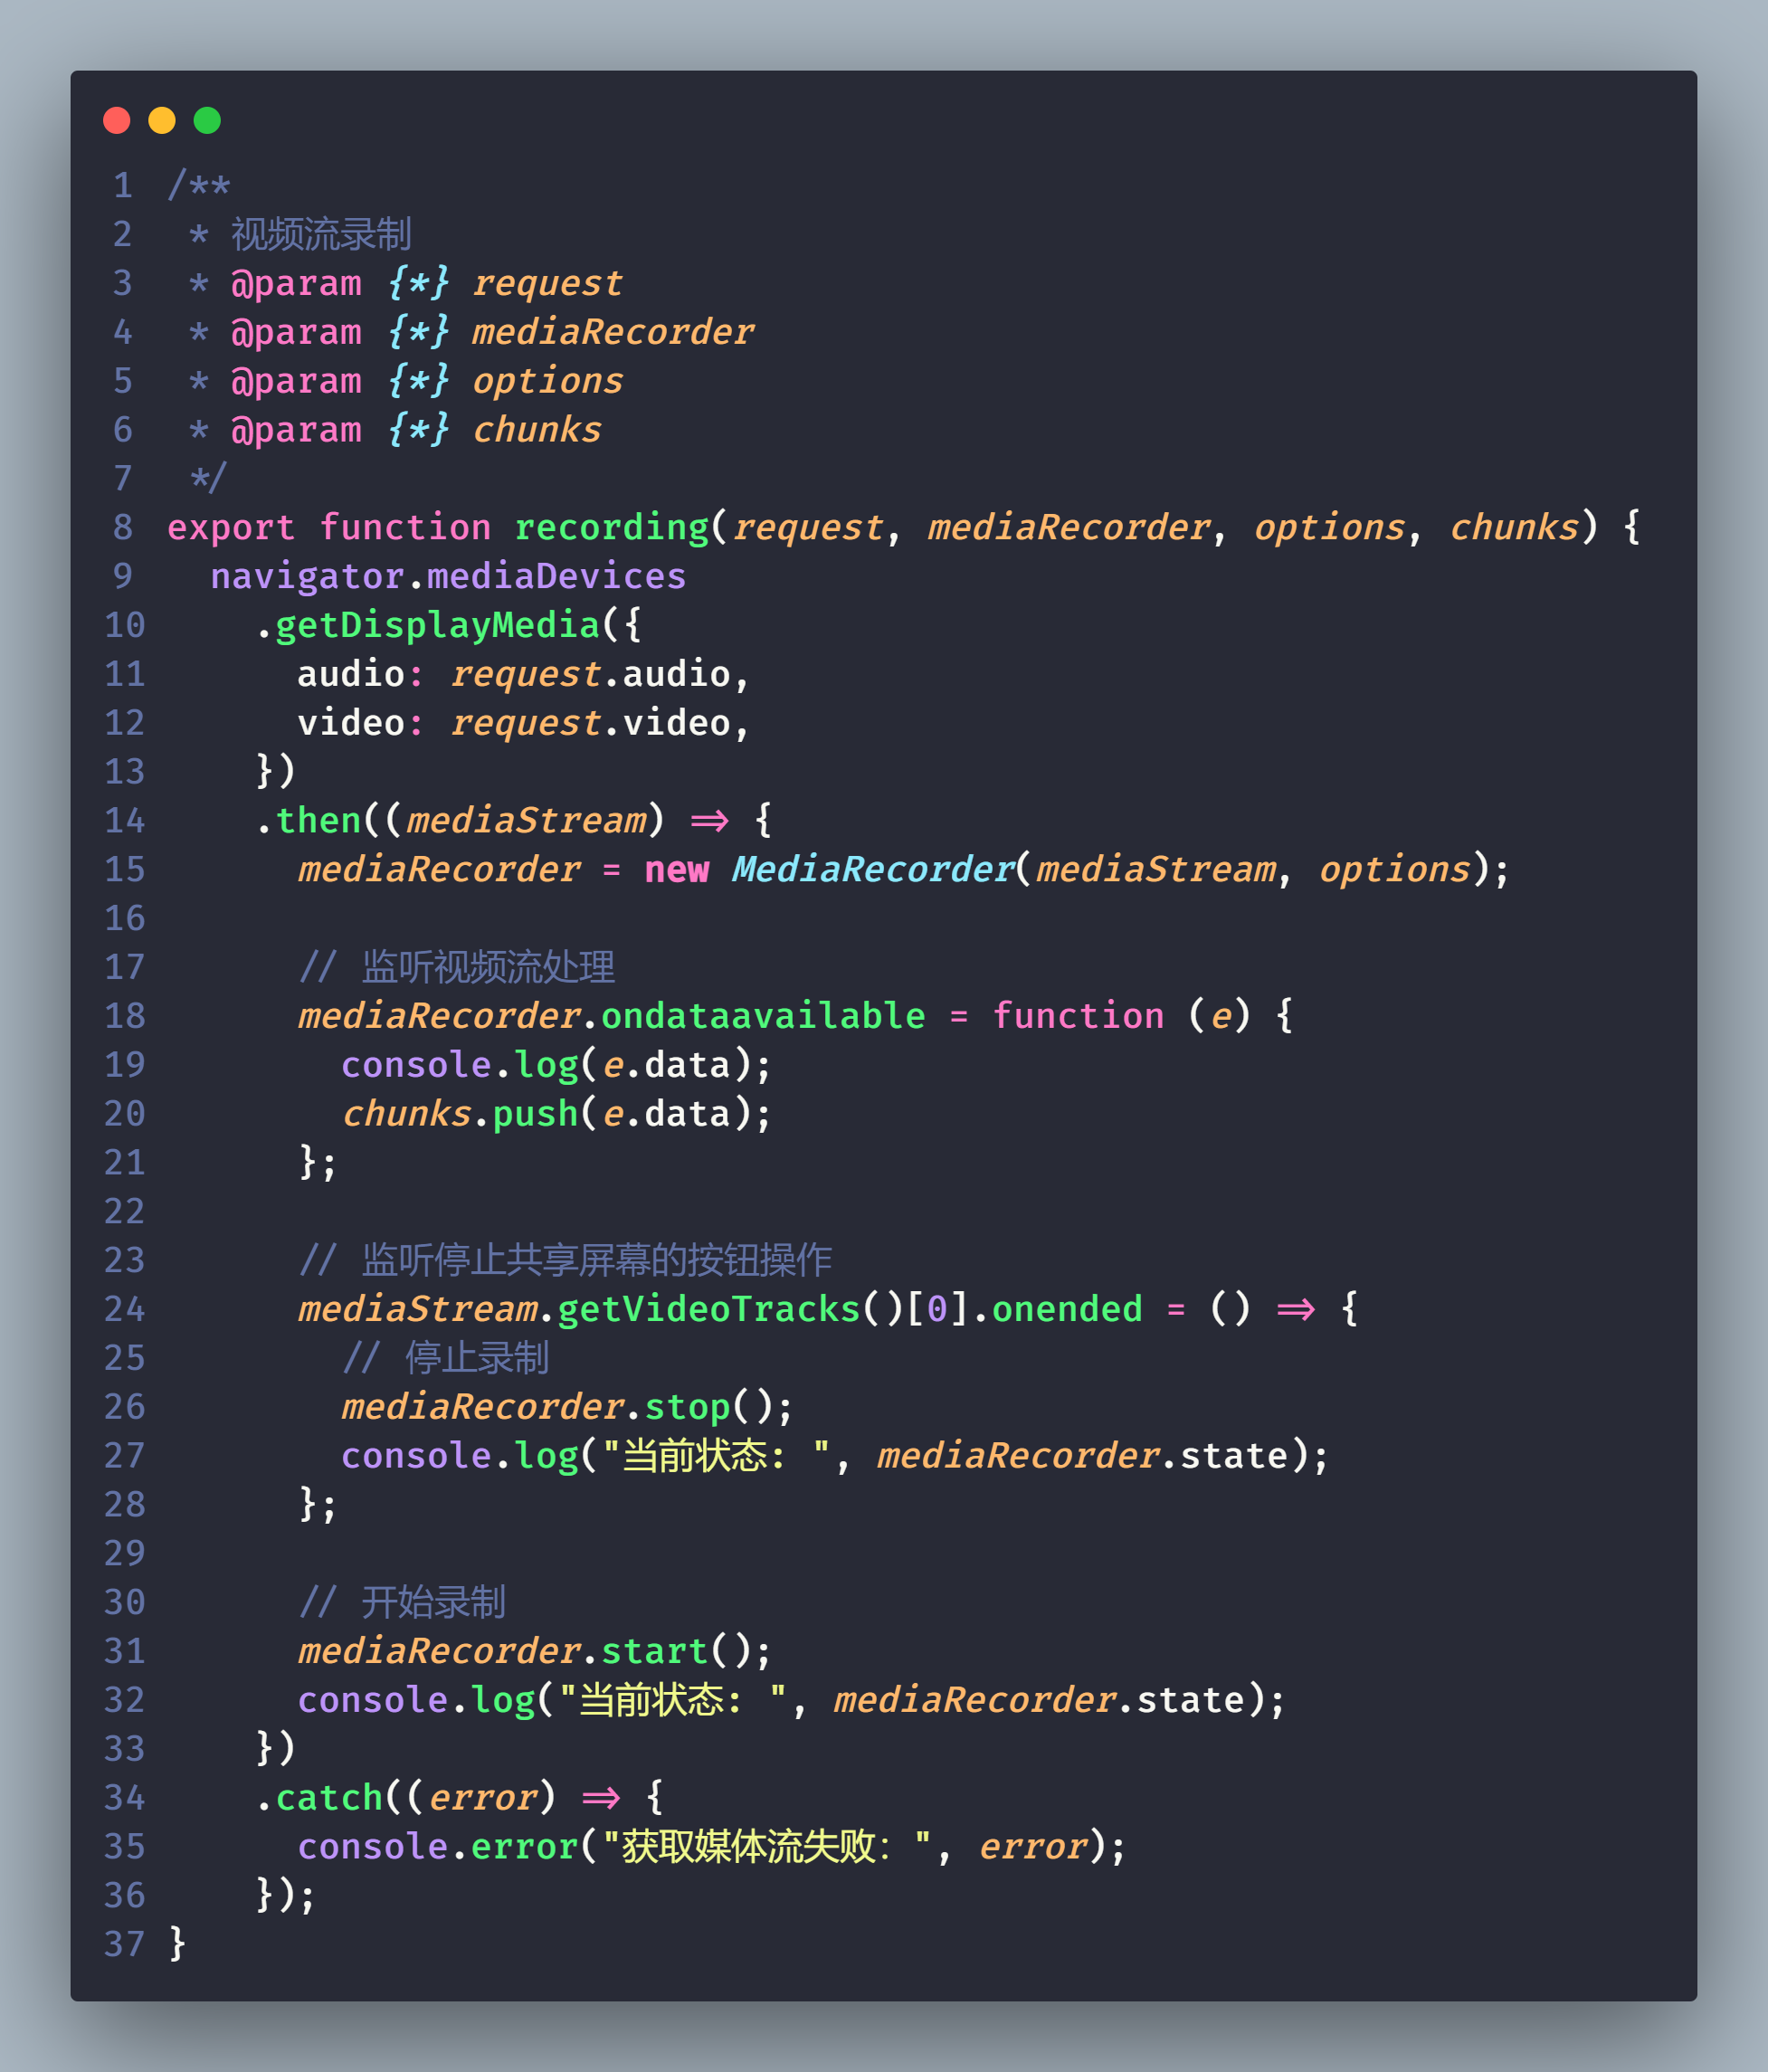 1 /**
2  * 视频流录制
3  * @param {*} request
4  * @param {*} mediaRecorder
5  * @param {*} options
6  * @param {*} chunks
7  */
8 export function recording(request, mediaRecorder, options, chunks) {
9   navigator.mediaDevices
10     .getDisplayMedia({
11       audio: request.audio,
12       video: request.video,
13     })
14     .then((mediaStream) => {
15       mediaRecorder = new MediaRecorder(mediaStream, options);
16
17       // 监听视频流处理
18       mediaRecorder.ondataavailable = function (e) {
19         console.log(e.data);
20         chunks.push(e.data);
21       };
22
23       // 监听停止共享屏幕的按钮操作
24       mediaStream.getVideoTracks()[0].onended = () => {
25         // 停止录制
26         mediaRecorder.stop();
27         console.log("当前状态: ", mediaRecorder.state);
28       };
29
30       // 开始录制
31       mediaRecorder.start();
32       console.log("当前状态: ", mediaRecorder.state);
33     })
34     .catch((error) => {
35       console.error("获取媒体流失败：", error);
36     });
37 }